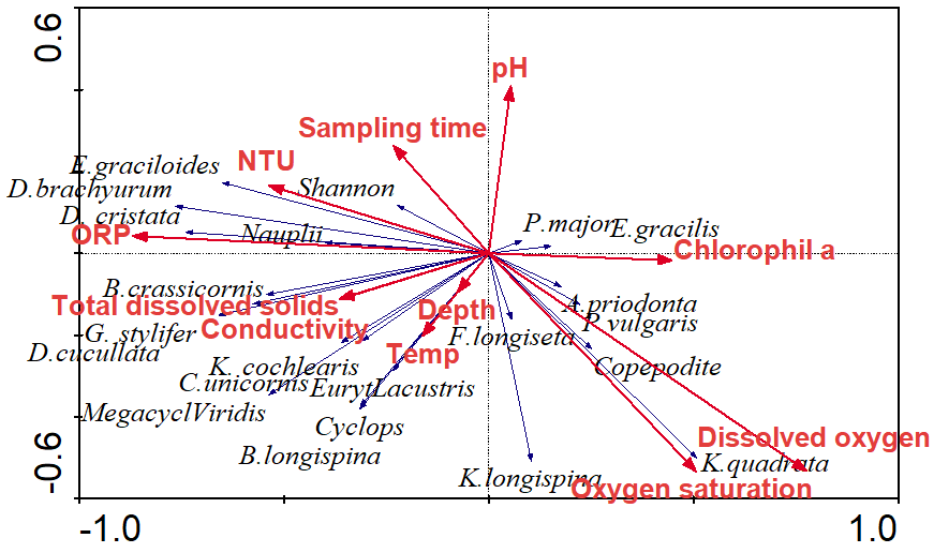 0.6
pH
Sampling time
NTU
E.graciloides
Shannon
D.brachyurum
D. cristata
P.major
E.gracilis
ORP
Nauplii
Chlorophil a
B.crassicornis
Total dissolved solids
Depth
A.priodonta
Conductivity
P.vulgaris
G. stylifer
F.longiseta
D.cucullata
Temp
K. cochlearis
Copepodite
C.unicornis
EurytLacustris
MegacyclViridis
Cyclops
Dissolved oxygen
B.longispina
K.quadrata
K.longispina
Oxygen saturation
-0.6
-1.0
1.0